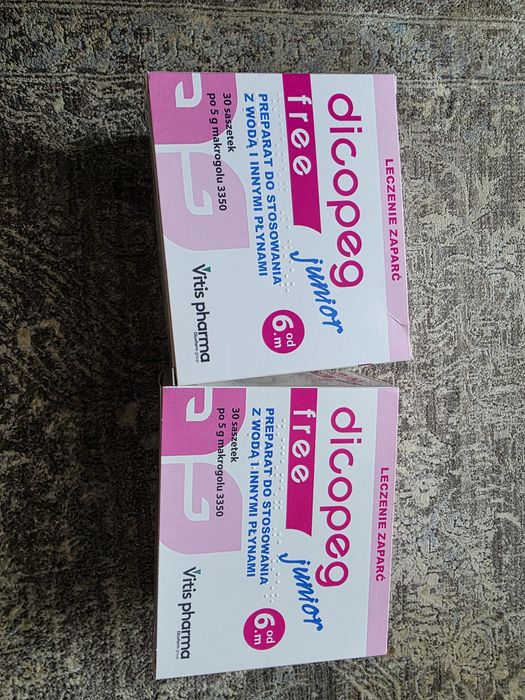 LECZENIE ZAPARĆ
dicopeg
junior
free
PREPARAT DO STOSOWANIA
Z WODĄ I INNYMI PŁYNAMI
od
6.m
30 saszetek
po 5 g makrogolu 3350
Vitis pharma
LECZENIE ZAPARĆ
dicopeg
junior
free
PREPARAT DO STOSOWANIA
Z WODĄ I INNYMI PŁYNAMI
od
6.m
30 saszetek
po 5 g makrogolu 3350
Vitis pharma